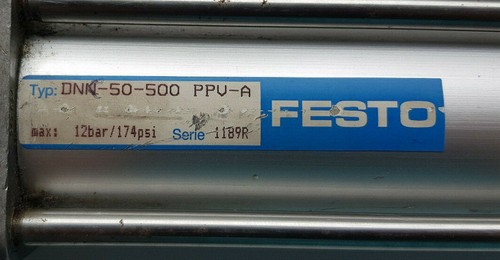 Typ: DNN-50-500 PPV-A
max: 12bar/174psi Serie 1189R
FESTO